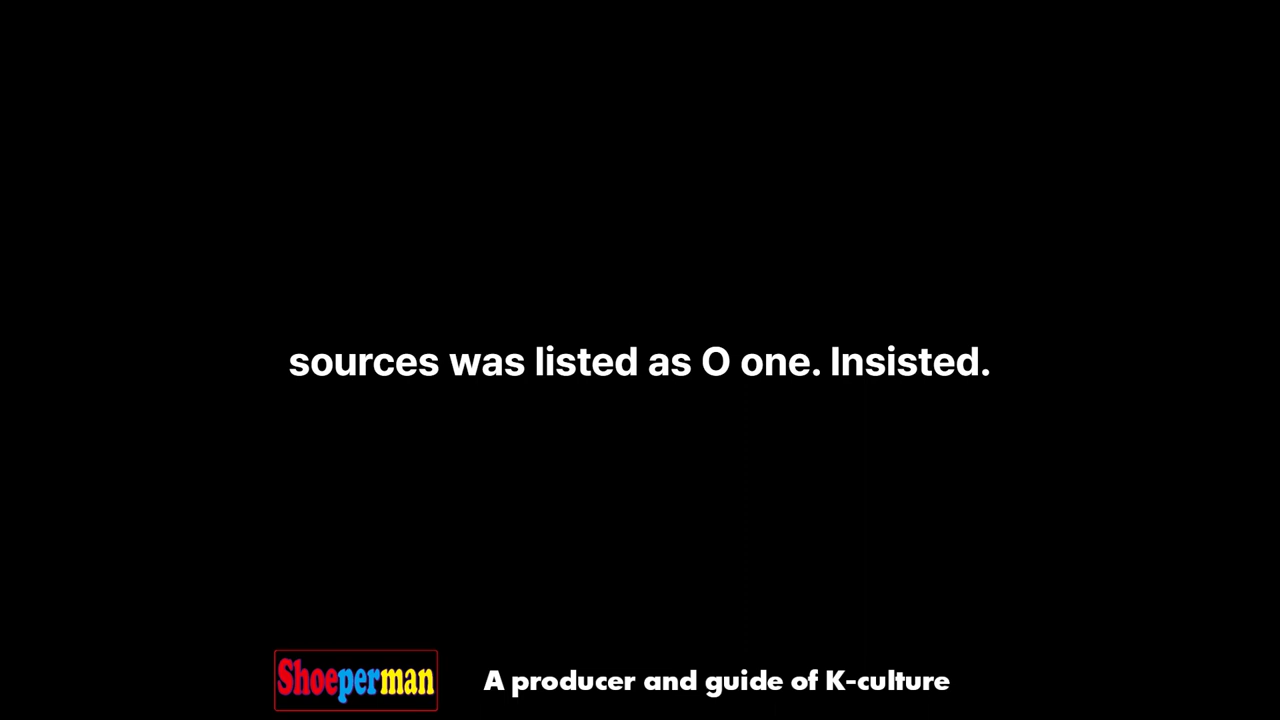 sources was listed as O one. Insisted.
Shoeperman
A producer and guide of K-culture